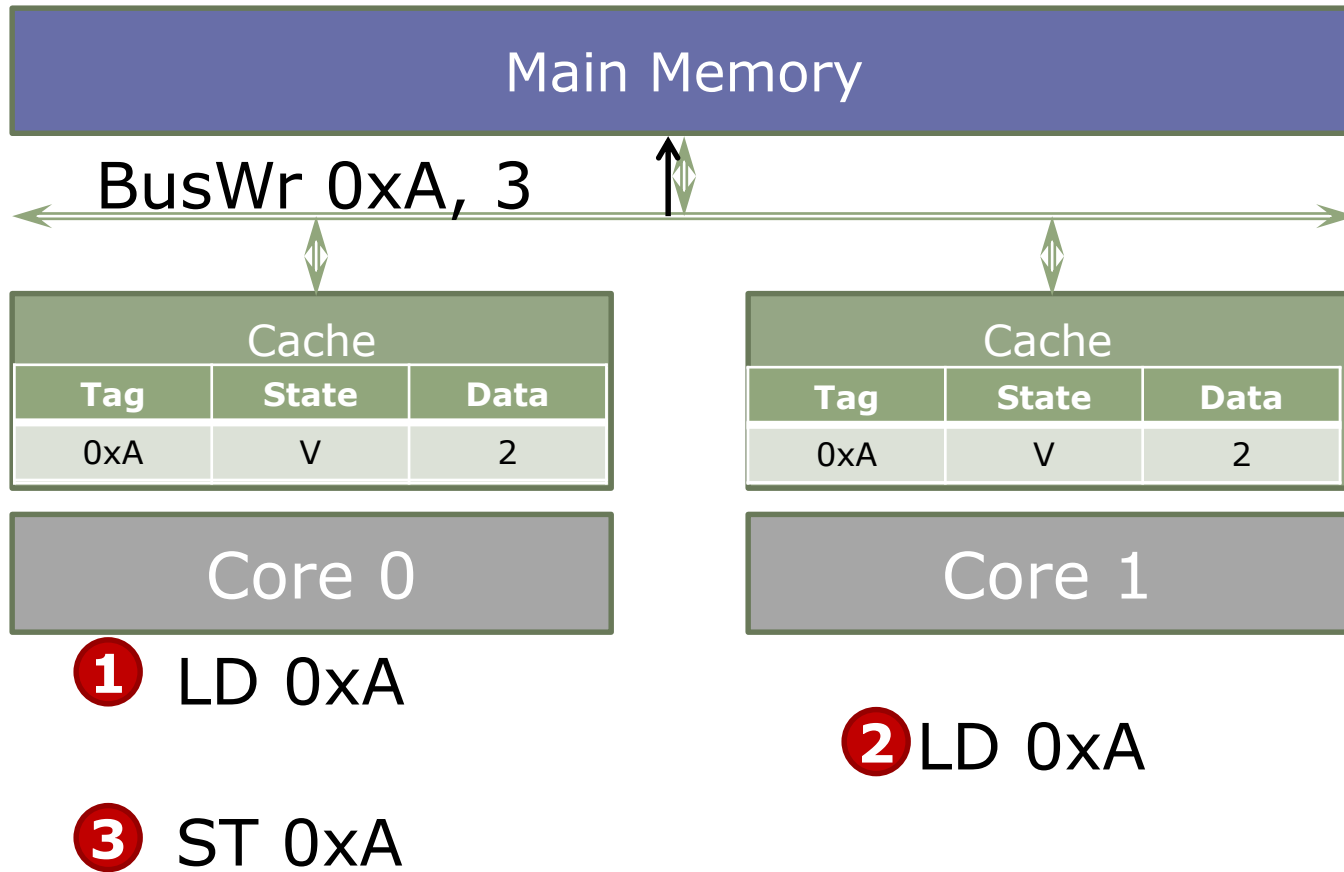 Main Memory
BusWr 0xA, 3
Cache
Tag State Data
0xA V 2
Cache
Tag State Data
0xA V 2
Core 0
Core 1
1 LD 0xA
2 LD 0xA
3 ST 0xA